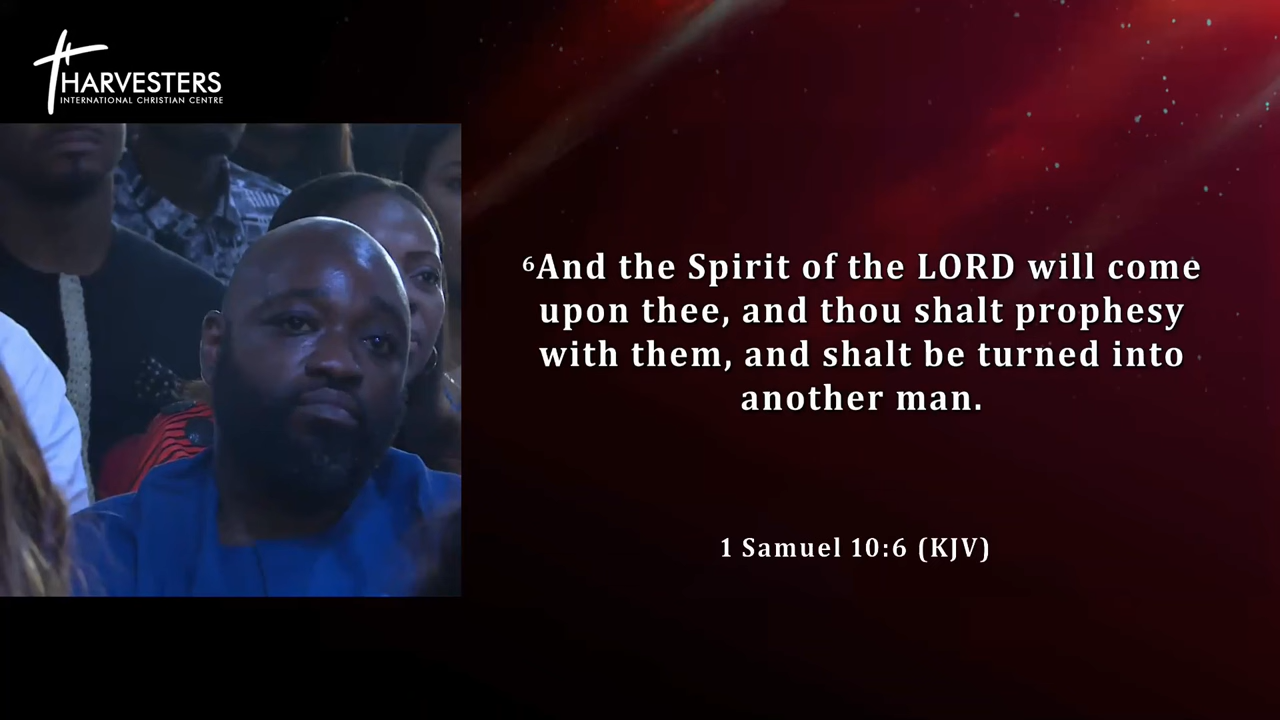 HARVESTERS
INTERNATIONAL CHRISTIAN CENTRE
⁶And the Spirit of the LORD will come
upon thee, and thou shalt prophesy
with them, and shalt be turned into
another man.
1 Samuel 10:6 (KJV)